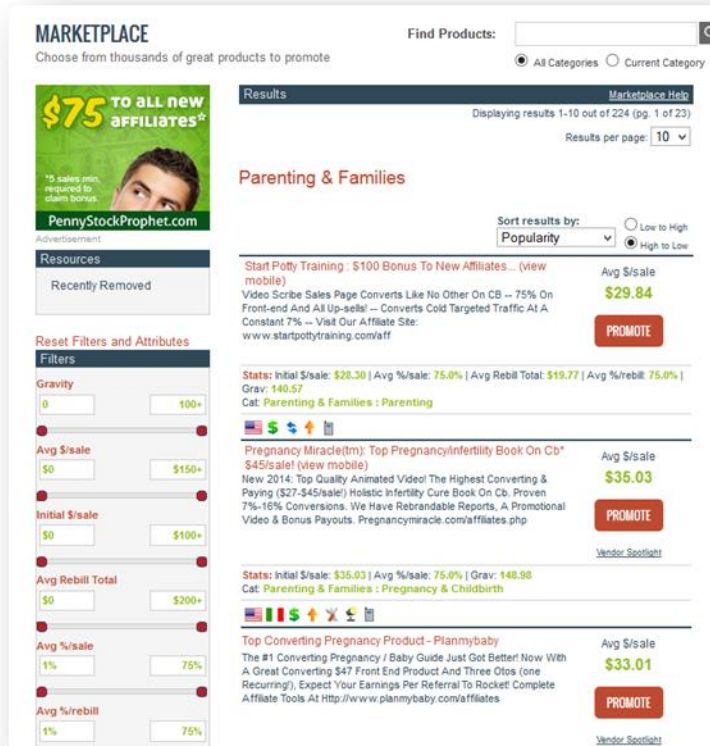 MARKETPLACE
Choose from thousands of great products to promote
Find Products:
All Categories Current Category
$75 TO ALL NEW
AFFILIATES*
*5 sales min.
required to
claim bonus.
PennyStockProphet.com
Advertisement
Resources
Recently Removed
Reset Filters and Attributes
Filters
Gravity
0 100+
Avg $/sale
$0 $150+
Initial $/sale
$0 $100+
Avg Rebill Total
$0 $200+
Avg %/sale
1% 75%
Avg %/rebill
1% 75%
Results Marketplace Help
Displaying results 1-10 out of 224 (pg. 1 of 23)
Results per page: 10
Parenting & Families
Sort results by:
Popularity
Low to High
High to Low
Start Potty Training : $100 Bonus To New Affiliates... (view
mobile)
Video Scribe Sales Page Converts Like No Other On CB -- 75% On
Front-end And All Up-sells! -- Converts Cold Targeted Traffic At A
Constant 7% -- Visit Our Affiliate Site:
www.startpottytraining.com/aff
Avg $/sale
$29.84
PROMOTE
Stats: Initial $/sale: $28.30 | Avg %/sale: 75.0% | Avg Rebill Total: $19.77 | Avg %/rebill: 75.0% |
Grav: 140.57
Cat: Parenting & Families : Parenting
Pregnancy Miracle(tm): Top Pregnancy/infertility Book On Cb*
$45/sale! (view mobile)
New 2014: Top Quality Animated Video! The Highest Converting &
Paying ($27-$45/sale!) Holistic Infertility Cure Book On Cb. Proven
7%-16% Conversions. We Have Rebrandable Reports, A Promotional
Video & Bonus Payouts. Pregnancymiracle.com/affiliates.php
Avg $/sale
$35.03
PROMOTE
Vendor Spotlight
Stats: Initial $/sale: $35.03 | Avg %/sale: 75.0% | Grav: 148.98
Cat: Parenting & Families : Pregnancy & Childbirth
Top Converting Pregnancy Product - Planmybaby
The #1 Converting Pregnancy / Baby Guide Just Got Better! Now With
A Great Converting $47 Front End Product And Three Otos (one
Recurring!), Expect Your Earnings Per Referral To Rocket! Complete
Affiliate Tools At Http://www.planmybaby.com/affiliates
Avg $/sale
$33.01
PROMOTE
Vendor Spotlight